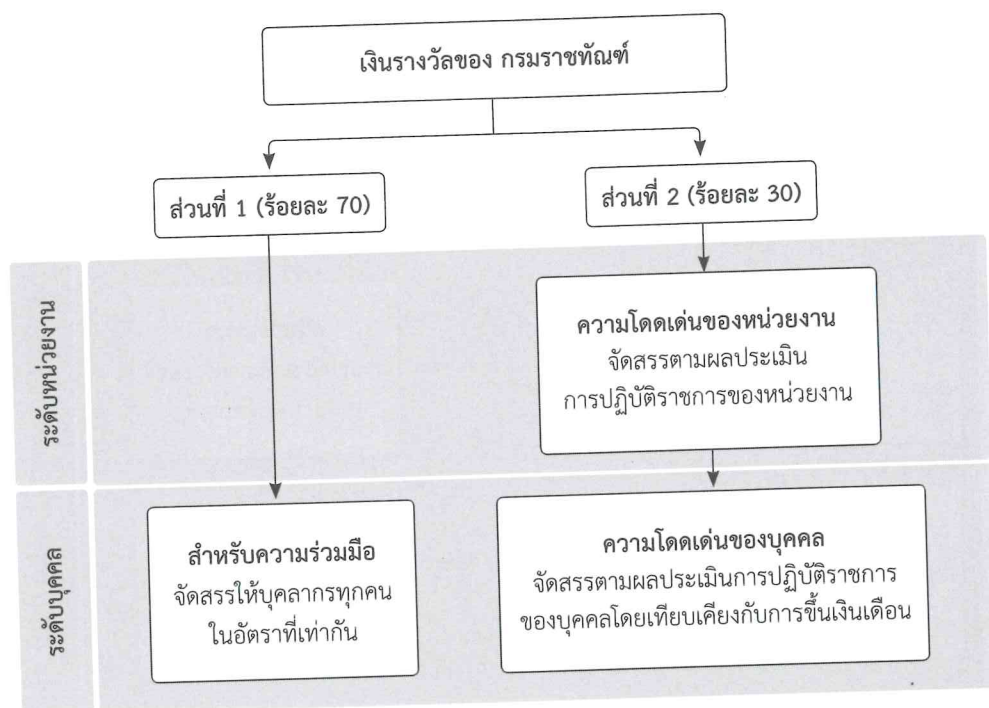 เงินรางวัลของ กรมราชทัณฑ์
ส่วนที่ 1 (ร้อยละ 70)
ส่วนที่ 2 (ร้อยละ 30)
ระดับหน่วยงาน
ความโดดเด่นของหน่วยงาน
จัดสรรตามผลประเมิน
การปฏิบัติราชการของหน่วยงาน
ระดับบุคคล
สำหรับความร่วมมือ
จัดสรรให้บุคลากรทุกคน
ในอัตราที่เท่ากัน
ความโดดเด่นของบุคคล
จัดสรรตามผลประเมินการปฏิบัติราชการ
ของบุคคลโดยเทียบเคียงกับการขึ้นเงินเดือน